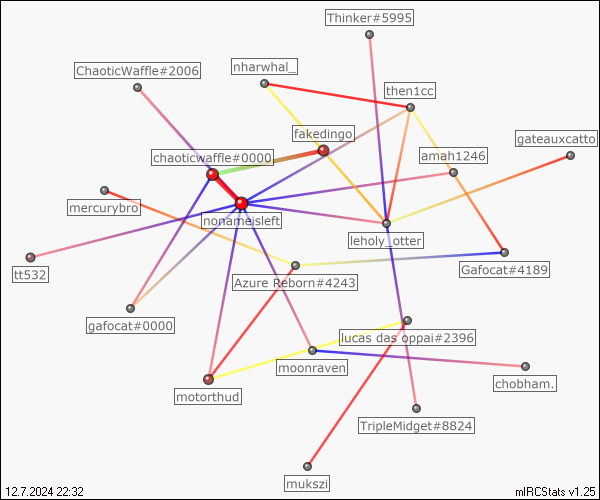 Thinker#5995
ChaoticWaffle#2006
nharwhal_
then1cc
fakedingo
gateauxcatto
chaoticwaffle#0000
amah1246
mercurybro
nonameisleft
leholy_otter
tt532
Azure Reborn#4243
Gafocat#4189
gafocat#0000
lucas das oppai#2396
moonraven
chobham.
motorthud
TripleMidget#8824
mukszi
12.7.2024 22:32
mIRCStats v1.25